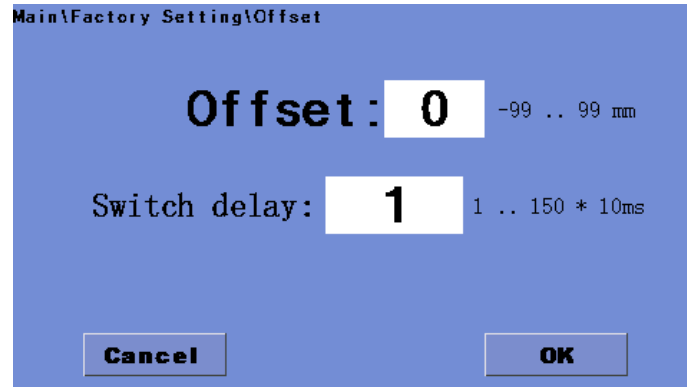 Main\Factory Setting\Offset
Offset: 0 -99 .. 99 mm
Switch delay: 1 1 .. 150 * 10ms
Cancel OK